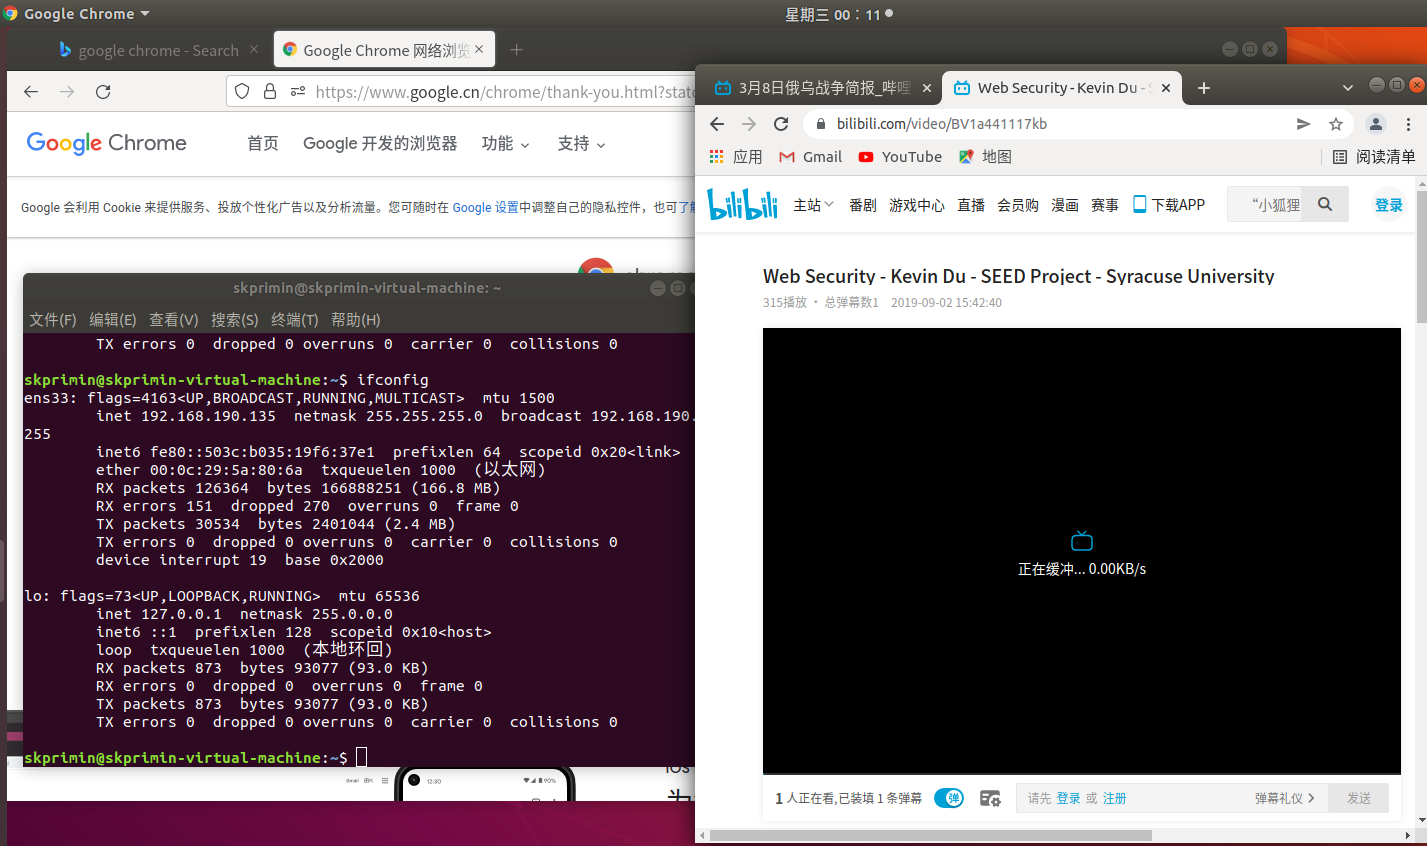 Google Chrome
星期三 00：11
google chrome - Search
Google Chrome 网络浏览
https://www.google.cn/chrome/thank-you.html?stat
Google Chrome
首页 Google 开发的浏览器 功能 支持
Google 会利用 Cookie 来提供服务、投放个性化广告以及分析流量。您可随时在 Google 设置中调整自己的隐私控件，也可了解
skprimin@skprimin-virtual-machine: ~
文件(F) 编辑(E) 查看(V) 搜索(S) 终端(T) 帮助(H)
TX errors 0  dropped 0 overruns 0  carrier 0  collisions 0
skprimin@skprimin-virtual-machine:~$ ifconfig
ens33: flags=4163<UP,BROADCAST,RUNNING,MULTICAST>  mtu 1500
inet 192.168.190.135  netmask 255.255.255.0  broadcast 192.168.190.
255
inet6 fe80::503c:b035:19f6:37e1  prefixlen 64  scopeid 0x20<link>
ether 00:0c:29:5a:80:6a  txqueuelen 1000  (以太网)
RX packets 126364  bytes 166888251 (166.8 MB)
RX errors 151  dropped 270  overruns 0  frame 0
TX packets 30534  bytes 2401044 (2.4 MB)
TX errors 0  dropped 0 overruns 0  carrier 0  collisions 0
device interrupt 19  base 0x2000
lo: flags=73<UP,LOOPBACK,RUNNING>  mtu 65536
inet 127.0.0.1  netmask 255.0.0.0
inet6 ::1  prefixlen 128  scopeid 0x10<host>
loop  txqueuelen 1000  (本地环回)
RX packets 873  bytes 93077 (93.0 KB)
RX errors 0  dropped 0  overruns 0  frame 0
TX packets 873  bytes 93077 (93.0 KB)
TX errors 0  dropped 0 overruns 0  carrier 0  collisions 0
skprimin@skprimin-virtual-machine:~$
12:30
90%
3月8日俄乌战争简报_哔哩
Web Security - Kevin Du - S
bilibili.com/video/BV1a441117kb
应用 Gmail YouTube 地图 阅读清单
bilibili 主站 番剧 游戏中心 直播 会员购 漫画 赛事 下载APP “小狐狸 登录
Web Security - Kevin Du - SEED Project - Syracuse University
315播放 · 总弹幕数1 2019-09-02 15:42:40
正在缓冲... 0.00KB/s
1 人正在看,已装填 1 条弹幕 弹 请先 登录 或 注册 弹幕礼仪 发送